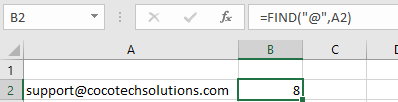 B2 fx =FIND("@",A2)
A B C
1
2 support@cocotechsolutions.com 8